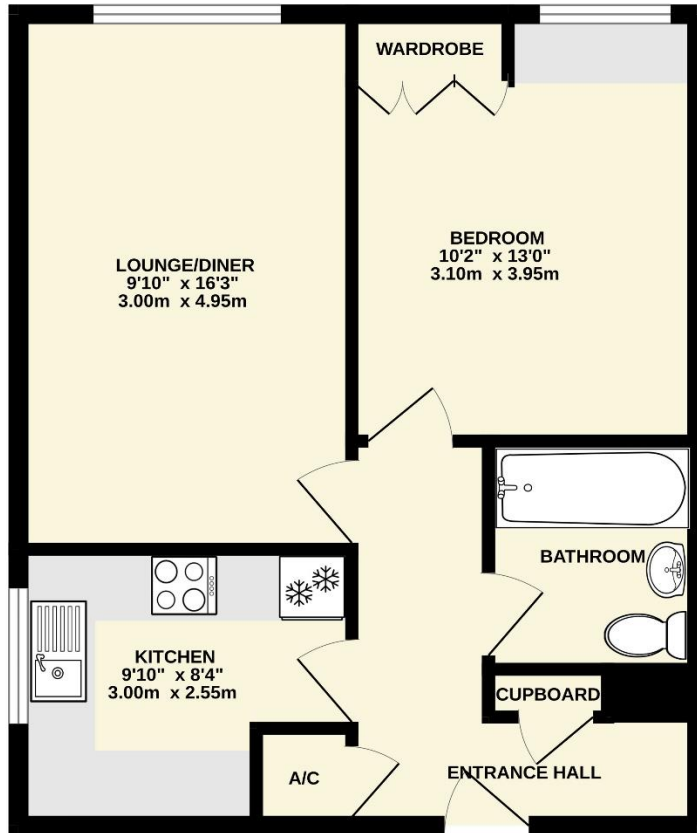 WARDROBE
BEDROOM
10'2" x 13'0"
3.10m x 3.95m
LOUNGE/DINER
9'10" x 16'3"
3.00m x 4.95m
BATHROOM
KITCHEN
9'10" x 8'4"
3.00m x 2.55m
CUPBOARD
A/C
ENTRANCE HALL